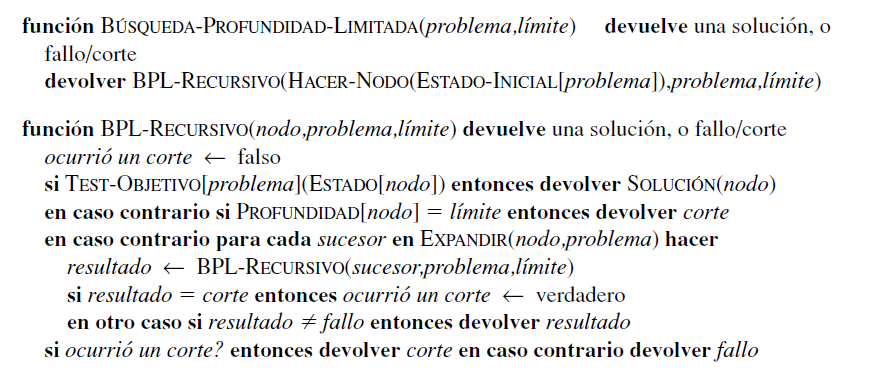 función BÚSQUEDA-PROFUNDIDAD-LIMITADA(problema,límite) devuelve una solución, o
fallo/corte
devolver BPL-RECURSIVO(HACER-NODO(ESTADO-INICIAL[problema]),problema,límite)
función BPL-RECURSIVO(nodo,problema,límite) devuelve una solución, o fallo/corte
ocurrió un corte ← falso
si TEST-OBJETIVO[problema](ESTADO[nodo]) entonces devolver SOLUCIÓN(nodo)
en caso contrario si PROFUNDIDAD[nodo] = límite entonces devolver corte
en caso contrario para cada sucesor en EXPANDIR(nodo,problema) hacer
resultado ← BPL-RECURSIVO(sucesor,problema,límite)
si resultado = corte entonces ocurrió un corte ← verdadero
en otro caso si resultado ≠ fallo entonces devolver resultado
si ocurrió un corte? entonces devolver corte en caso contrario devolver fallo